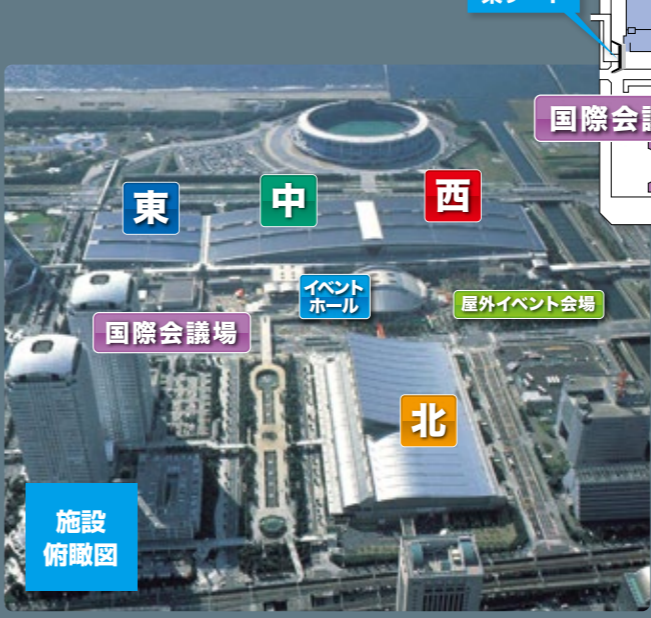 国際会
東
中
西
イベント
ホール
屋外イベント会場
国際会議場
北
施設
俯瞰図